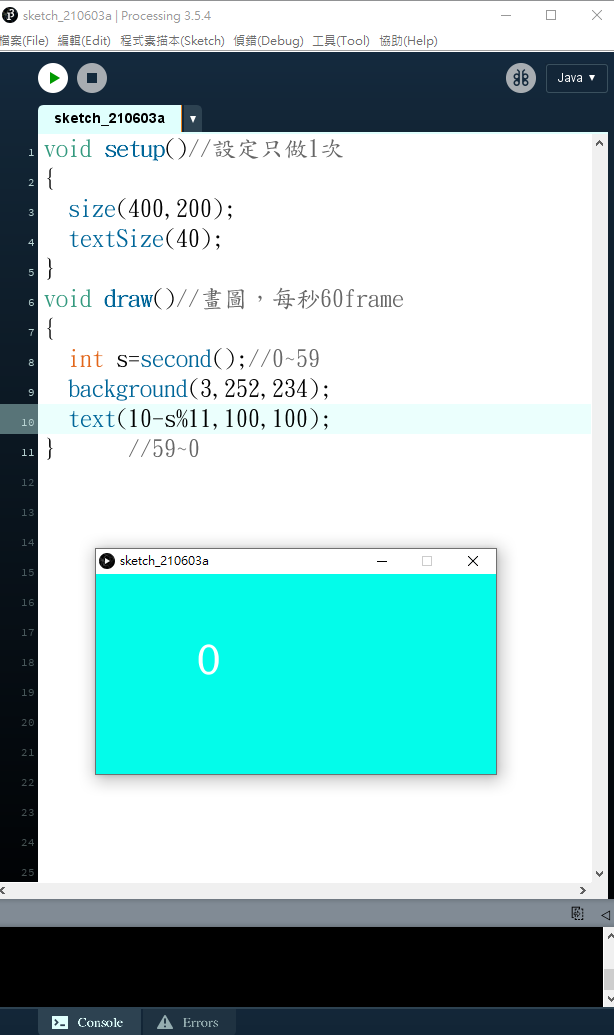 sketch_210603a | Processing 3.5.4
檔案(File) 編輯(Edit) 程式素描本(Sketch) 偵錯(Debug) 工具(Tool) 協助(Help)
Java ▼
sketch_210603a ▼
1 void setup()//設定只做1次
2 {
3   size(400,200);
4   textSize(40);
5 }
6 void draw()//畫圖，每秒60frame
7 {
8   int s=second();//0~59
9   background(3,252,234);
10   text(10-s%11,100,100);
11 }      //59~0
12
13
14
15
16
17
18
19
20
21
22
23
24
25
sketch_210603a
0
Console Errors